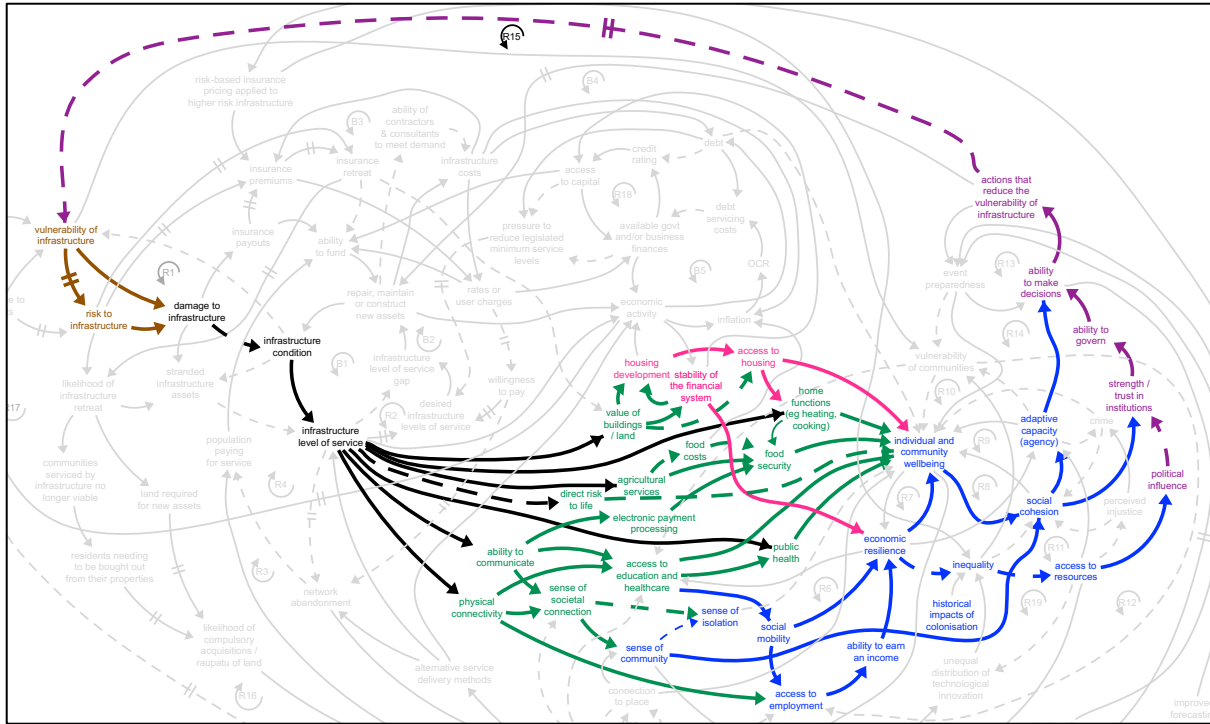 R15
risk-based insurance
pricing applied to
higher risk infrastructure
B4
ability of
contractors
& consultants
to meet demand
B3
insurance
retreat
infrastructure
costs
credit
rating
debt
insurance
premiums
access
to capital
R18
actions that
reduce the
vulnerability of
infrastructure
debt
servicing
costs
vulnerability of
infrastructure
insurance
payouts
ability
to fund
pressure to
reduce legislated
minimum service
levels
available govt
and/or business
finances
R1
B5
OCR
event
preparedness
R13
ability
to make
decisions
repair, maintain
or construct
new assets
rates or
user charges
damage to
infrastructure
risk to
infrastructure
economic
activity
inflation
R14
ability to
govern
infrastructure
condition
B2
B1
infrastructure
level of service
gap
housing
development
access to
housing
stability of
the financial
system
vulnerability
of communities
stranded
infrastructure
assets
likelihood of
infrastructure
retreat
willingness
to pay
R10
strength /
trust in
institutions
home
functions
(eg heating,
cooking)
R17
desired
infrastructure
levels of service
R2
value of
buildings
/ land
adaptive
capacity
(agency)
crime
infrastructure
level of service
population
paying
for service
food
costs
food
security
individual and
community
wellbeing
R9
R4
communities
serviced by
infrastructure no
longer viable
agricultural
services
R8
political
influence
land required
for new assets
direct risk
to life
R7
social
cohesion
perceived
injustice
electronic payment
processing
economic
resilience
public
health
R11
residents needing
to be bought out
from their properties
ability to
communicate
access to
education and
healthcare
inequality
access to
resources
R3
network
abandonment
physical
connectivity
sense of
societal
connection
R6
historical
impacts of
colonisation
R19
R12
sense of
isolation
social
mobility
likelihood of
compulsory
acquisitions /
raupatu of land
sense of
community
ability to earn
an income
alternative service
delivery methods
unequal
distribution of
technological
innovation
R16
connection
to place
access to
employment
improved
forecasting